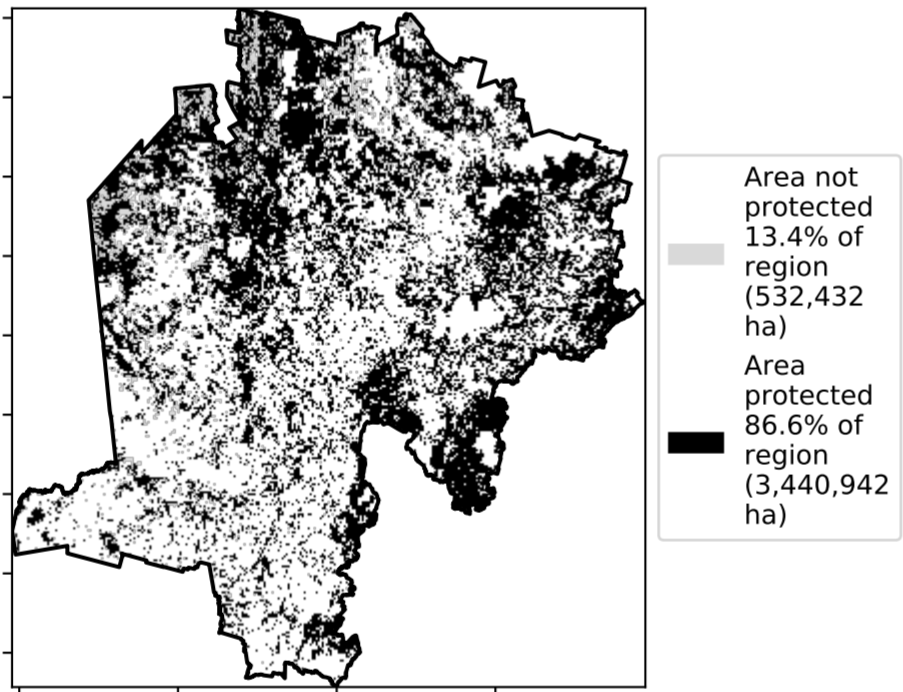 Area not
protected
13.4% of
region
(532,432
ha)
Area
protected
86.6% of
region
(3,440,942
ha)